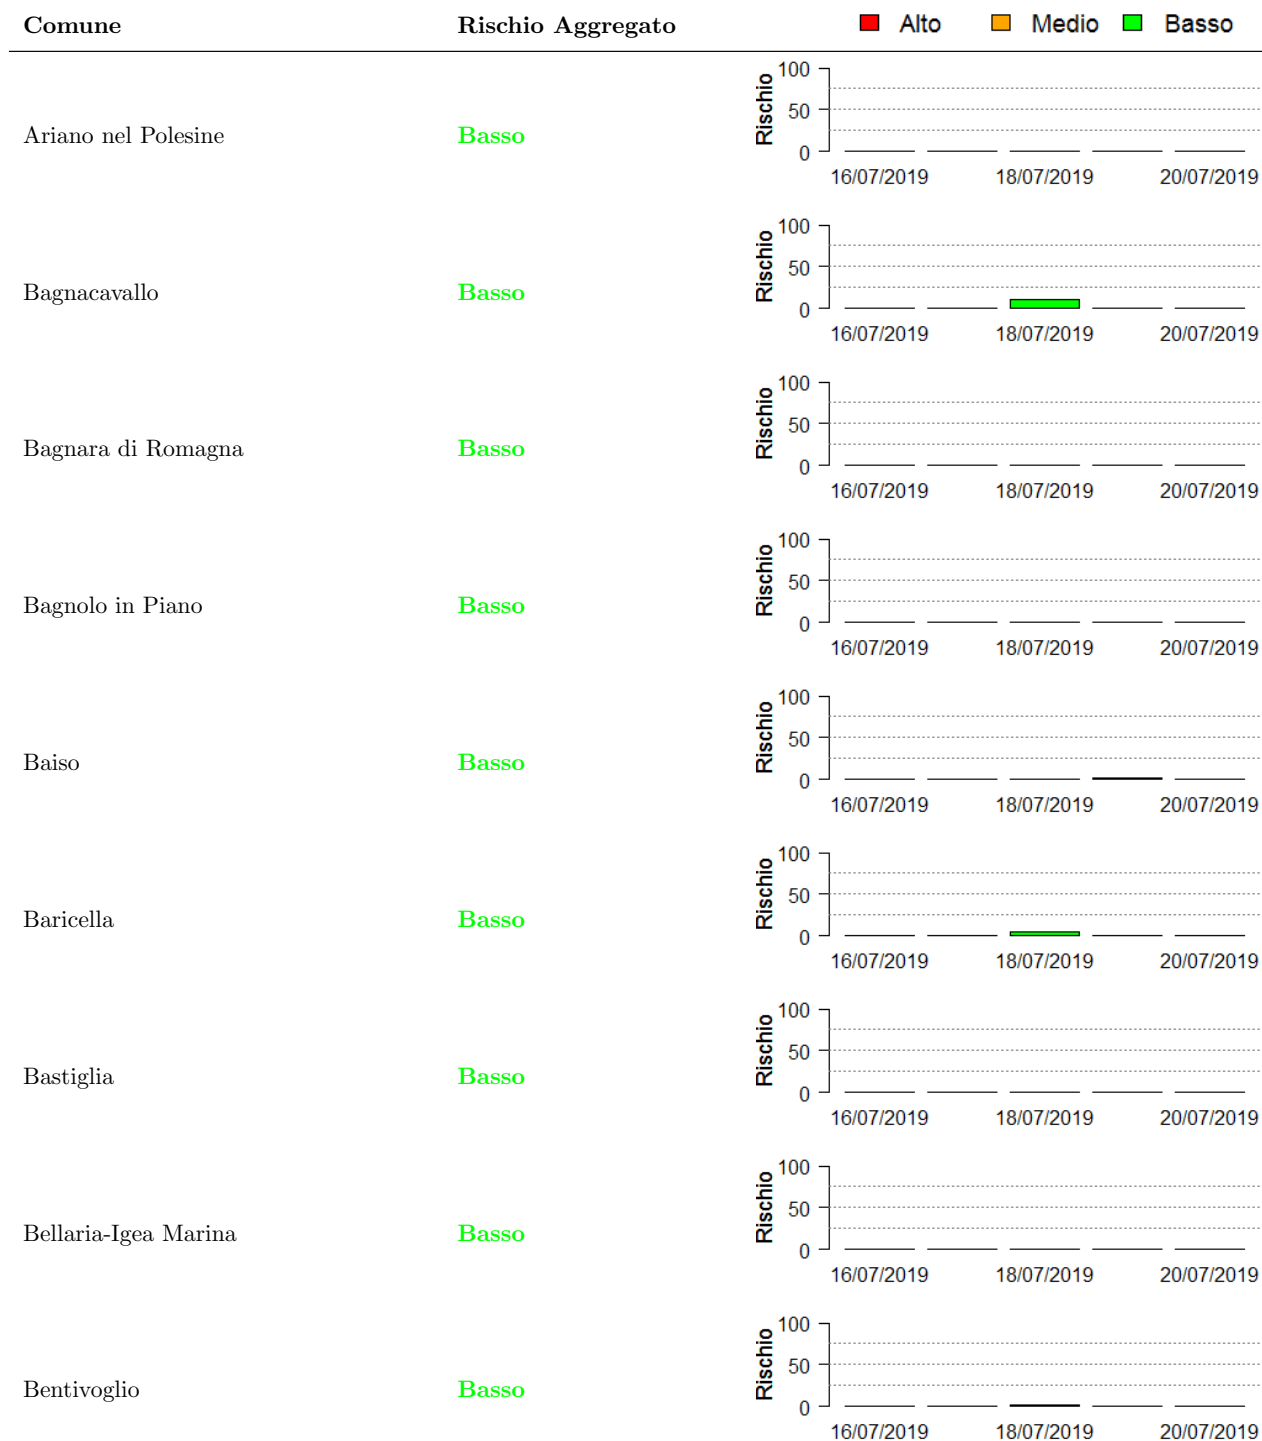 Comune Rischio Aggregato Alto Medio Basso
100
50
0
Rischio
Ariano nel Polesine Basso
16/07/2019 18/07/2019 20/07/2019
100
50
0
Rischio
Bagnacavallo Basso
16/07/2019 18/07/2019 20/07/2019
100
50
0
Rischio
Bagnara di Romagna Basso
16/07/2019 18/07/2019 20/07/2019
100
50
0
Rischio
Bagnolo in Piano Basso
16/07/2019 18/07/2019 20/07/2019
100
50
0
Rischio
Baiso Basso
16/07/2019 18/07/2019 20/07/2019
100
50
0
Rischio
Baricella Basso
16/07/2019 18/07/2019 20/07/2019
100
50
0
Rischio
Bastiglia Basso
16/07/2019 18/07/2019 20/07/2019
100
50
0
Rischio
Bellaria-Igea Marina Basso
16/07/2019 18/07/2019 20/07/2019
100
50
0
Rischio
Bentivoglio Basso
16/07/2019 18/07/2019 20/07/2019